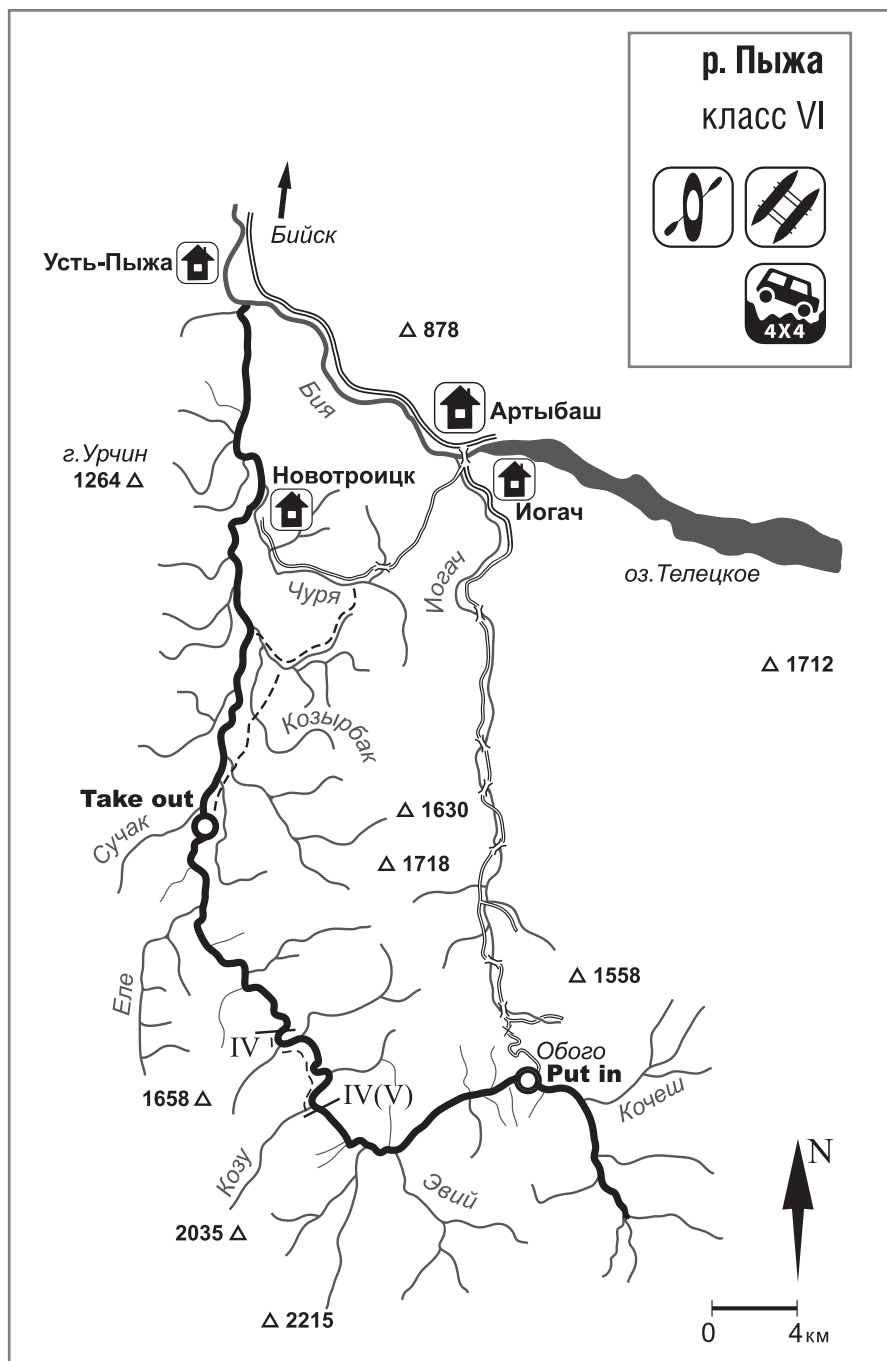 р. Пыжа
класс VI
4X4
Бийск
Усть-Пыжа
878
Бия
Артыбаш
г.Урчин
1264
Новотроицк
Иогач
Чуря
Иогач
оз.Телецкое
1712
Козырбак
Take out
1630
Сучак
1718
Еле
1558
IV
Обого
Put in
1658
IV(V)
Кочеш
Козу
Эвий
N
2035
2215
0 4 км